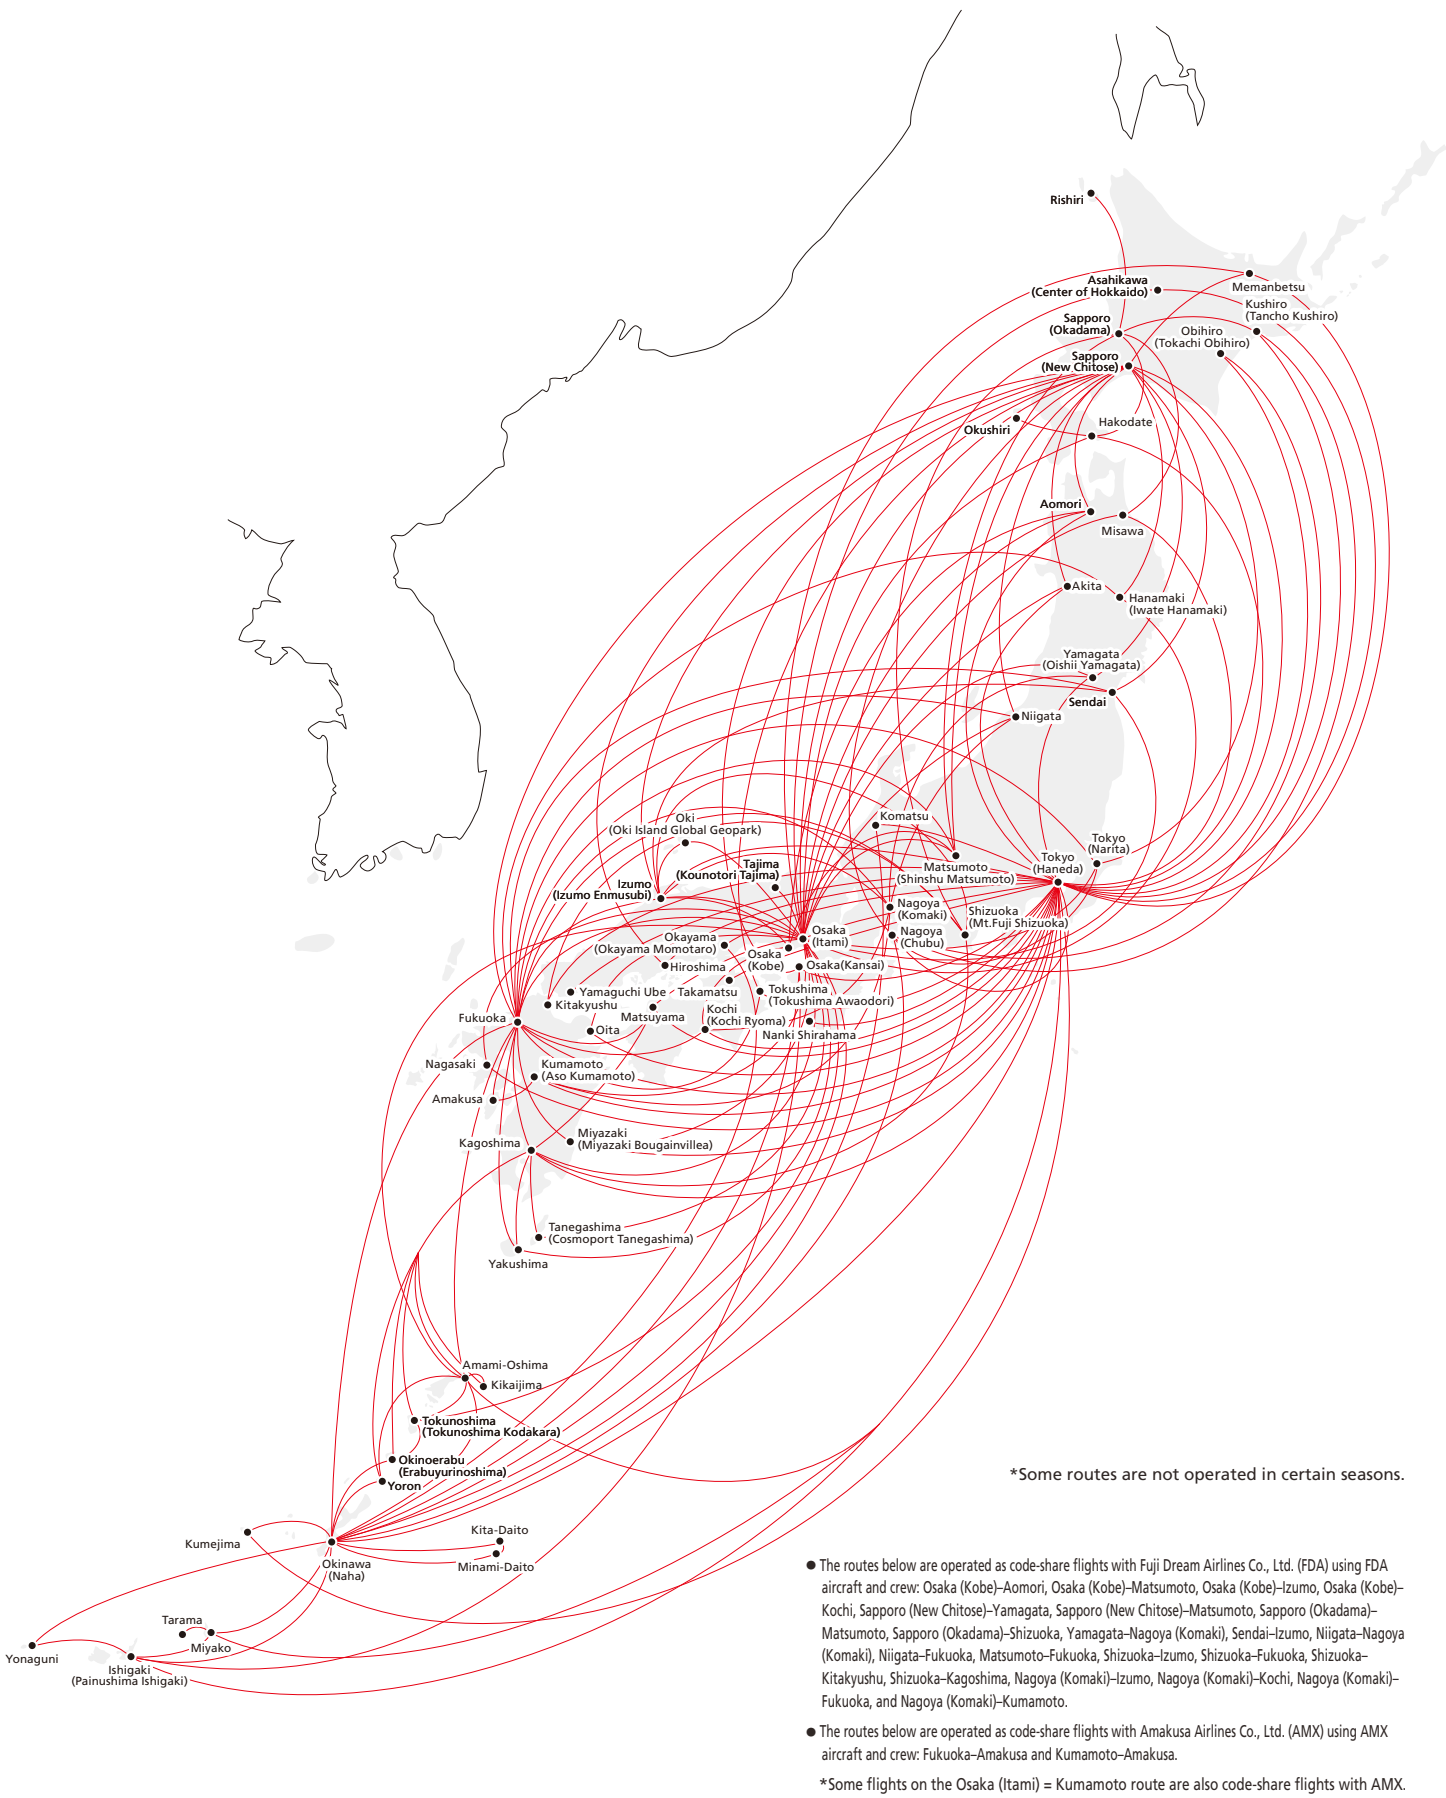 Rishiri
Asahikawa
(Center of Hokkaido)
Memanbetsu
Kushiro
(Tancho Kushiro)
Sapporo
(Okadama)
Obihiro
(Tokachi Obihiro)
Sapporo
(New Chitose)
Okushiri
Hakodate
Aomori
Misawa
Akita
Hanamaki
(Iwate Hanamaki)
Yamagata
(Oishii Yamagata)
Sendai
Niigata
Komatsu
Oki
(Oki Island Global Geopark)
Tokyo
(Narita)
Tokyo
(Haneda)
Matsumoto
(Shinshu Matsumoto)
Tajima
(Kounotori Tajima)
Izumo
(Izumo Enmusubi)
Nagoya
(Komaki)
Shizuoka
(Mt.Fuji Shizuoka)
Nagoya
(Chubu)
Osaka
(Itami)
Okayama
(Okayama Momotaro)
Osaka
(Kobe)
Osaka(Kansai)
Hiroshima
Yamaguchi Ube
Takamatsu
Tokushima
(Tokushima Awaodori)
Kitakyushu
Matsuyama
Kochi
(Kochi Ryoma)
Fukuoka
Oita
Nanki Shirahama
Nagasaki
Kumamoto
(Aso Kumamoto)
Amakusa
Kagoshima
Miyazaki
(Miyazaki Bougainvillea)
Tanegashima
(Cosmoport Tanegashima)
Yakushima
Amami-Oshima
Kikaijima
Tokunoshima
(Tokunoshima Kodakara)
Okinoerabu
(Erabuyurinoshima)
Yoron
Kumejima
Kita-Daito
Okinawa
(Naha)
Minami-Daito
Tarama
Miyako
Yonaguni
Ishigaki
(Painushima Ishigaki)
*Some routes are not operated in certain seasons.
● The routes below are operated as code-share flights with Fuji Dream Airlines Co., Ltd. (FDA) using FDA
aircraft and crew: Osaka (Kobe)–Aomori, Osaka (Kobe)–Matsumoto, Osaka (Kobe)–Izumo, Osaka (Kobe)–
Kochi, Sapporo (New Chitose)–Yamagata, Sapporo (New Chitose)–Matsumoto, Sapporo (Okadama)–
Matsumoto, Sapporo (Okadama)–Shizuoka, Yamagata–Nagoya (Komaki), Sendai–Izumo, Niigata–Nagoya
(Komaki), Niigata–Fukuoka, Matsumoto–Fukuoka, Shizuoka–Izumo, Shizuoka–Fukuoka, Shizuoka–
Kitakyushu, Shizuoka–Kagoshima, Nagoya (Komaki)–Izumo, Nagoya (Komaki)–Kochi, Nagoya (Komaki)–
Fukuoka, and Nagoya (Komaki)–Kumamoto.
● The routes below are operated as code-share flights with Amakusa Airlines Co., Ltd. (AMX) using AMX
aircraft and crew: Fukuoka–Amakusa and Kumamoto–Amakusa.
*Some flights on the Osaka (Itami) = Kumamoto route are also code-share flights with AMX.